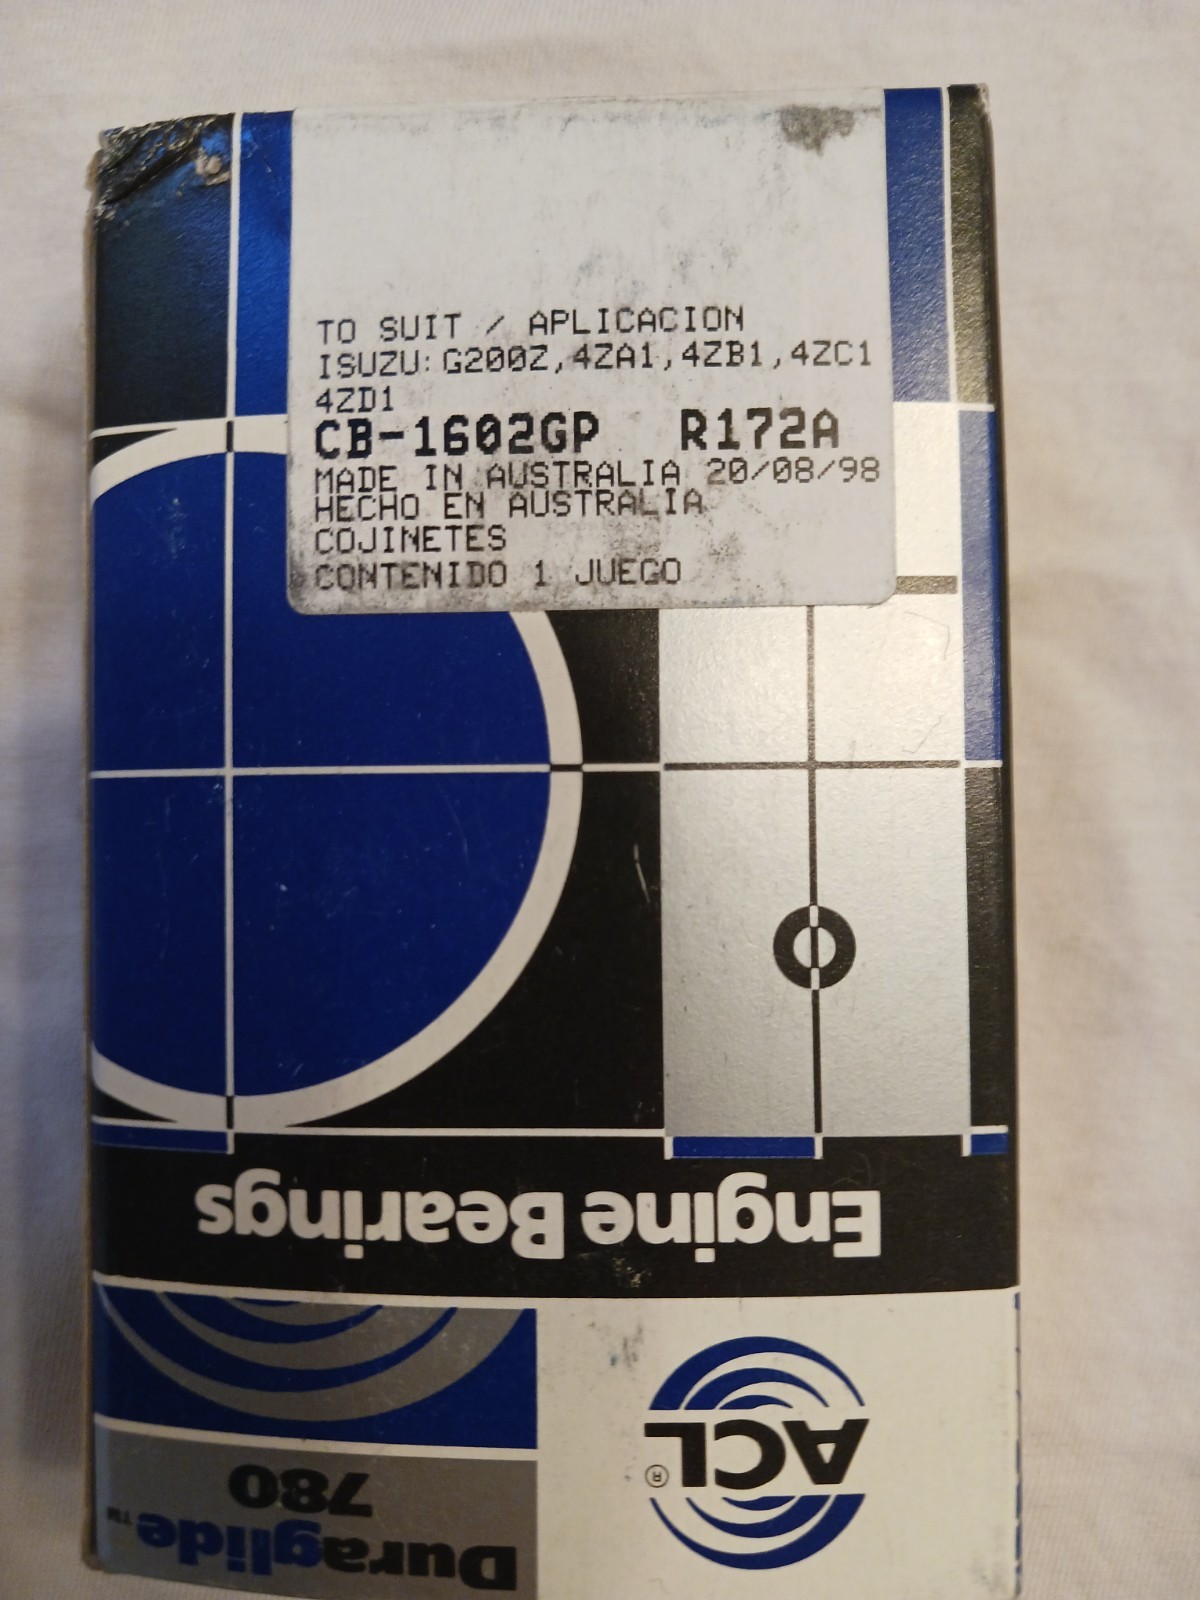 TO SUIT / APLICACION
ISUZU: G200Z, 4ZA1, 4ZB1, 4ZC1
4ZD1
CB-1602GP R172A
MADE IN AUSTRALIA 20/08/98
HECHO EN AUSTRALIA
COJINETES
CONTENIDO 1 JUEGO
Engine Bearings
ACL®
Duraglide™
780